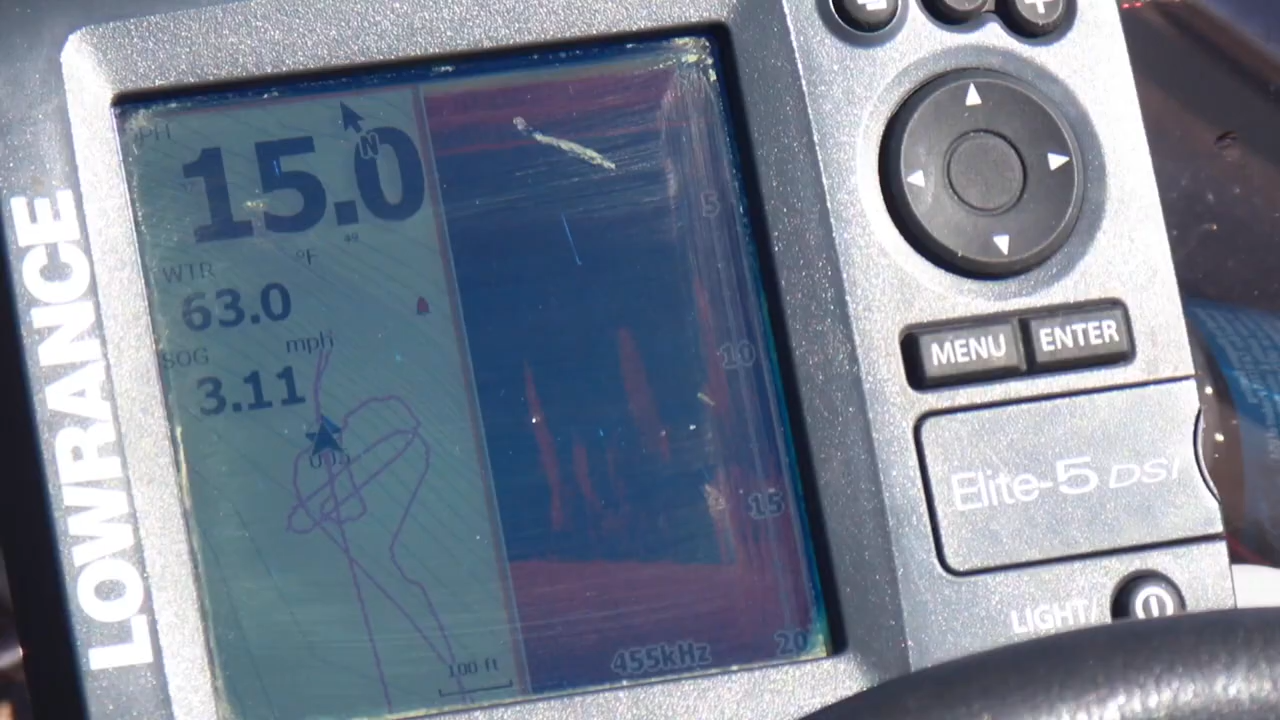 LOWRANCE
15.0
N
WTR
°F
63.0
SOG
mph
3.11
100 ft
5
10
15
20
455kHz
MENU
ENTER
Elite-5 DSI
LIGHT/